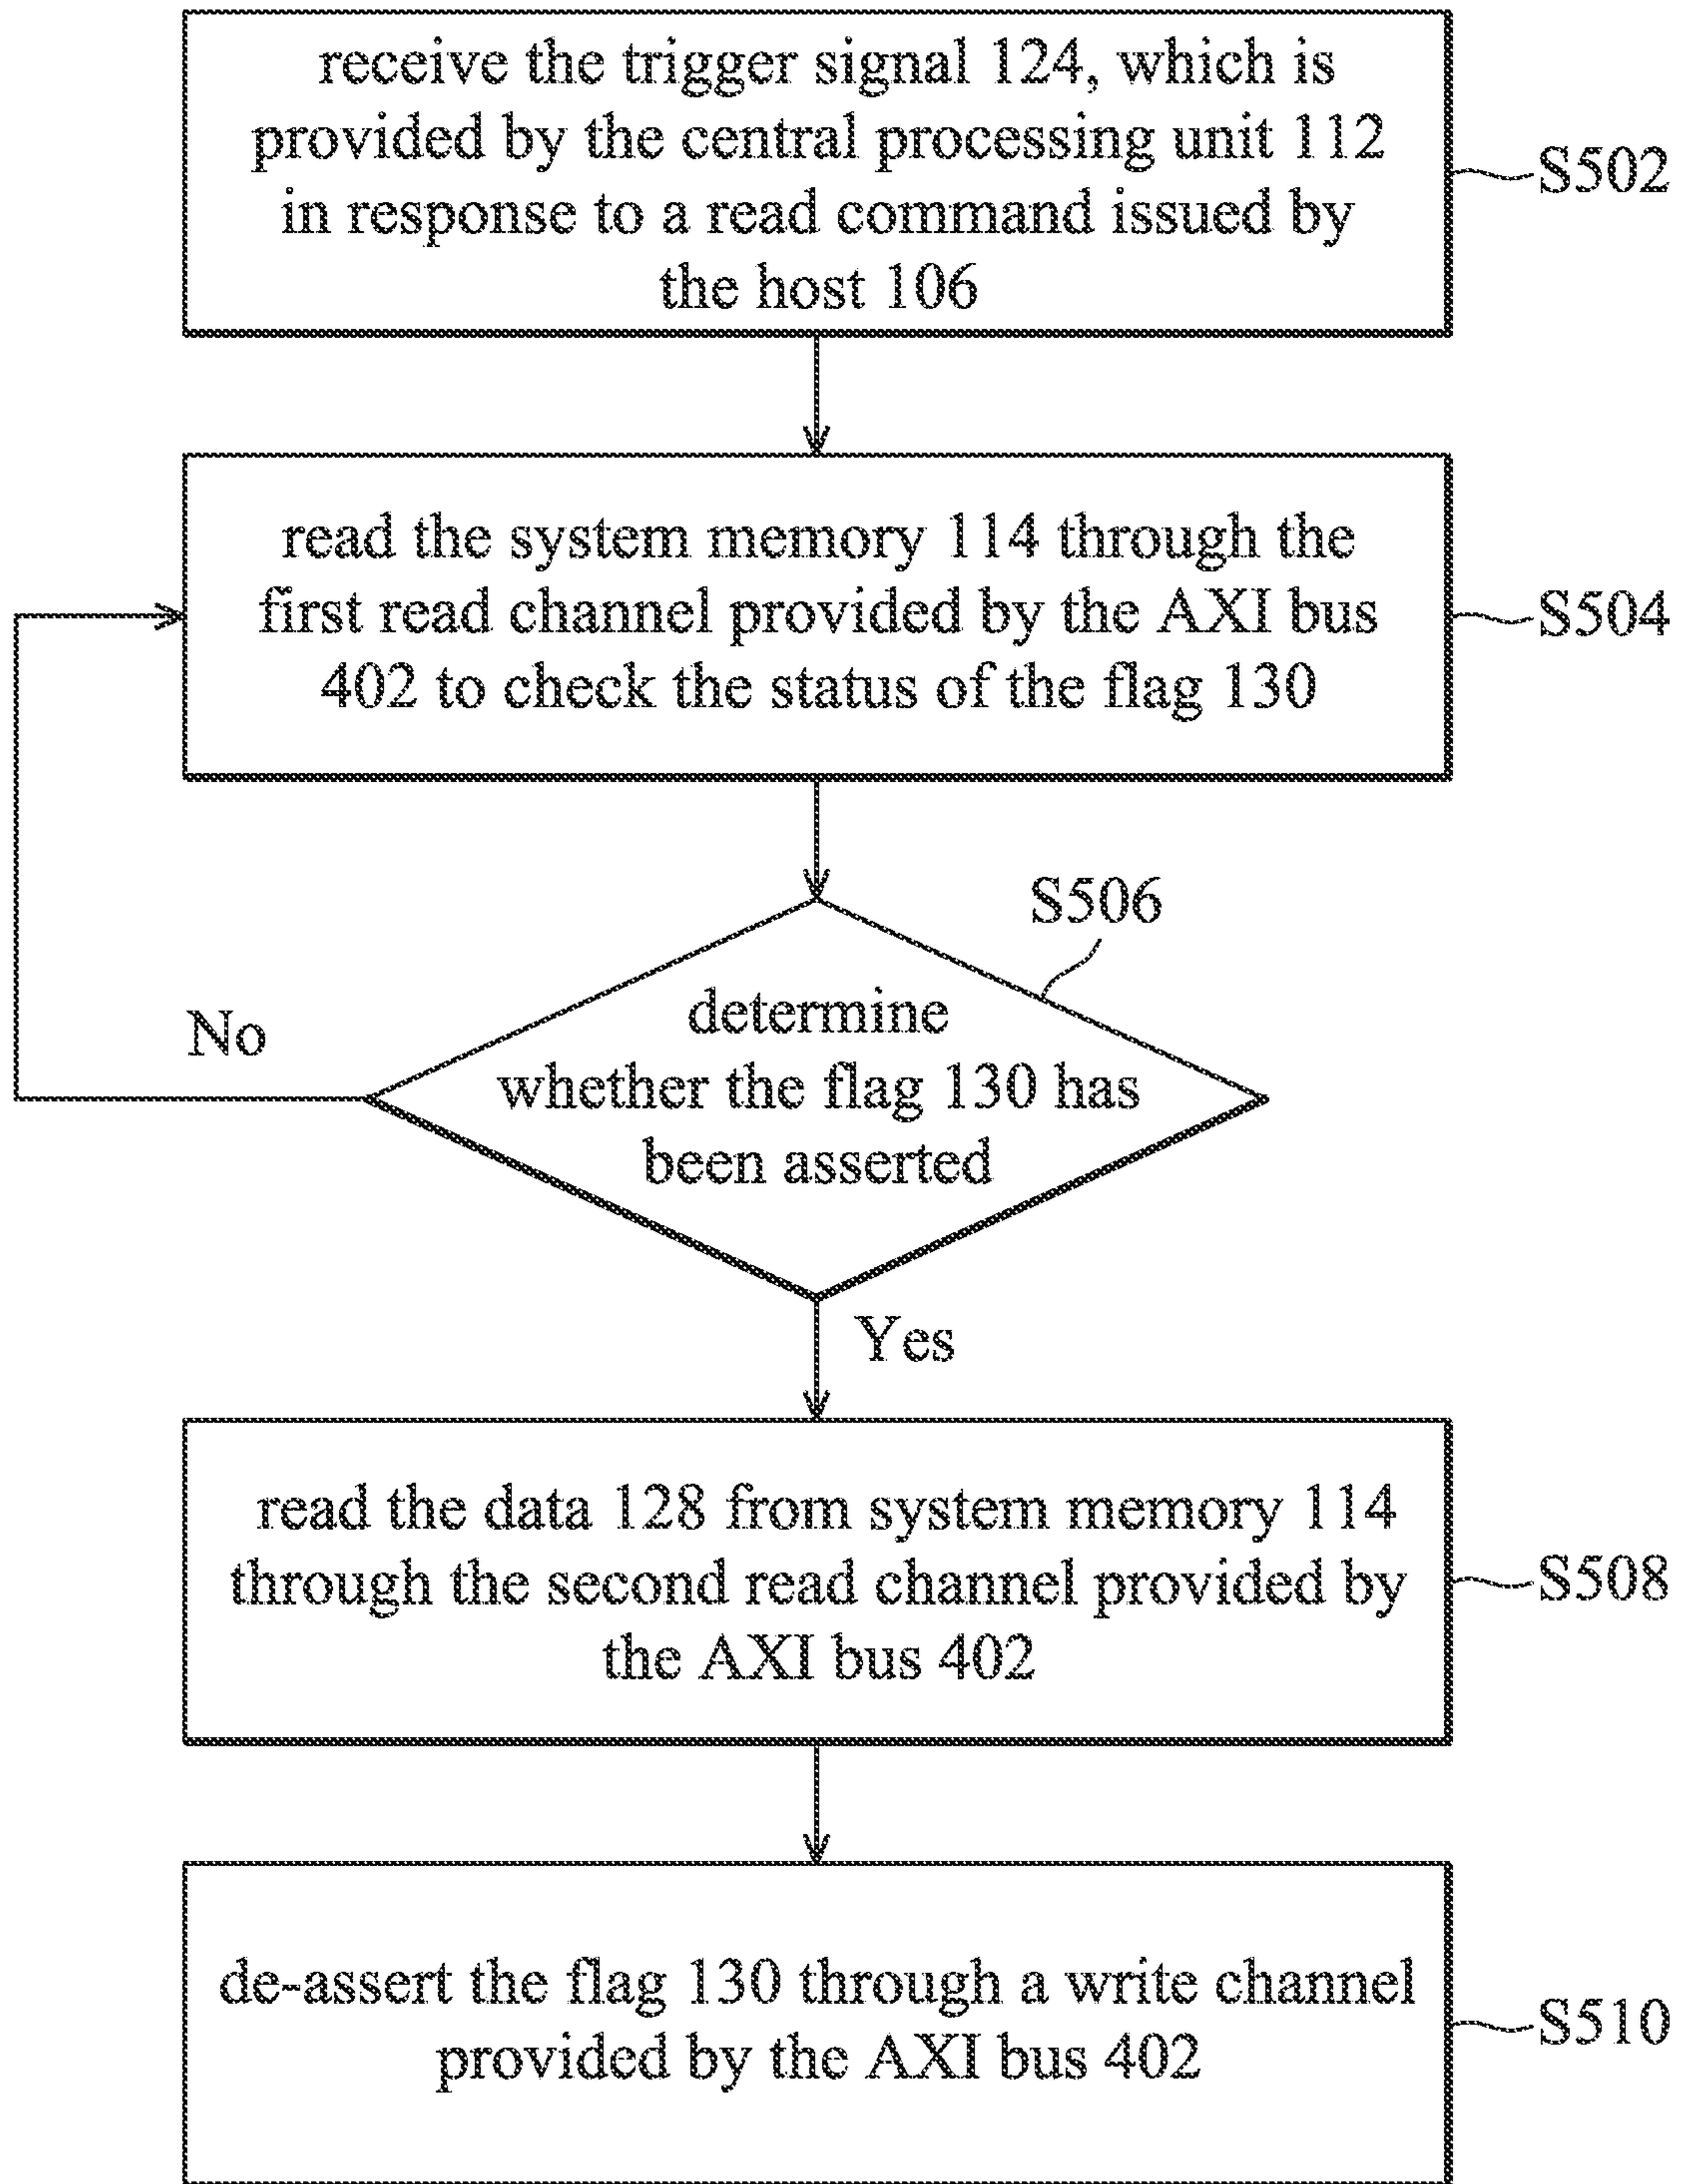 receive the trigger signal 124, which is
provided by the central processing unit 112
in response to a read command issued by
the host 106
S502
read the system memory 114 through the
first read channel provided by the AXI bus
402 to check the status of the flag 130
S504
S506
determine
whether the flag 130 has
been asserted
No
Yes
read the data 128 from system memory 114
through the second read channel provided by
the AXI bus 402
S508
de-assert the flag 130 through a write channel
provided by the AXI bus 402
S510